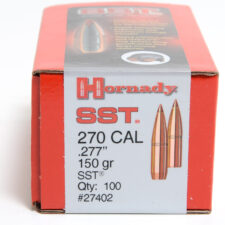 Hornady
SST
270 CAL
.277"
150 gr
SST®
Qty: 100
#27402